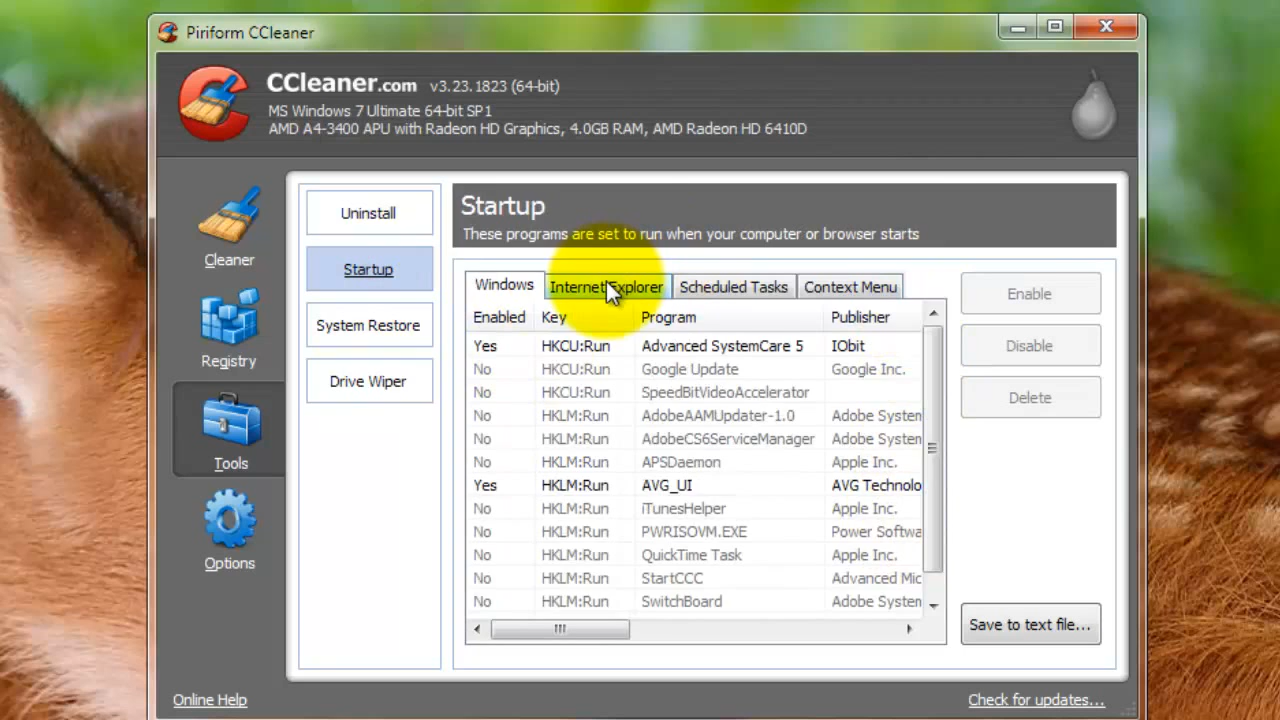 Piriform CCleaner
CCleaner.com v3.23.1823 (64-bit)
MS Windows 7 Ultimate 64-bit SP1
AMD A4-3400 APU with Radeon HD Graphics, 4.0GB RAM, AMD Radeon HD 6410D
Cleaner
Registry
Tools
Options
Uninstall
Startup
System Restore
Drive Wiper
Startup
These programs are set to run when your computer or browser starts
Windows Internet Explorer Scheduled Tasks Context Menu
Enabled Key Program Publisher
Yes HKCU:Run Advanced SystemCare 5 IObit
No HKCU:Run Google Update Google Inc.
No HKCU:Run SpeedBitVideoAccelerator
No HKLM:Run AdobeAAMUpdater-1.0 Adobe System
No HKLM:Run AdobeCS6ServiceManager Adobe System
No HKLM:Run APSDaemon Apple Inc.
Yes HKLM:Run AVG_UI AVG Technolo
No HKLM:Run iTunesHelper Apple Inc.
No HKLM:Run PWRISOVM.EXE Power Softwa
No HKLM:Run QuickTime Task Apple Inc.
No HKLM:Run StartCCC Advanced Mic
No HKLM:Run SwitchBoard Adobe System
Enable
Disable
Delete
Save to text file...
Online Help
Check for updates...